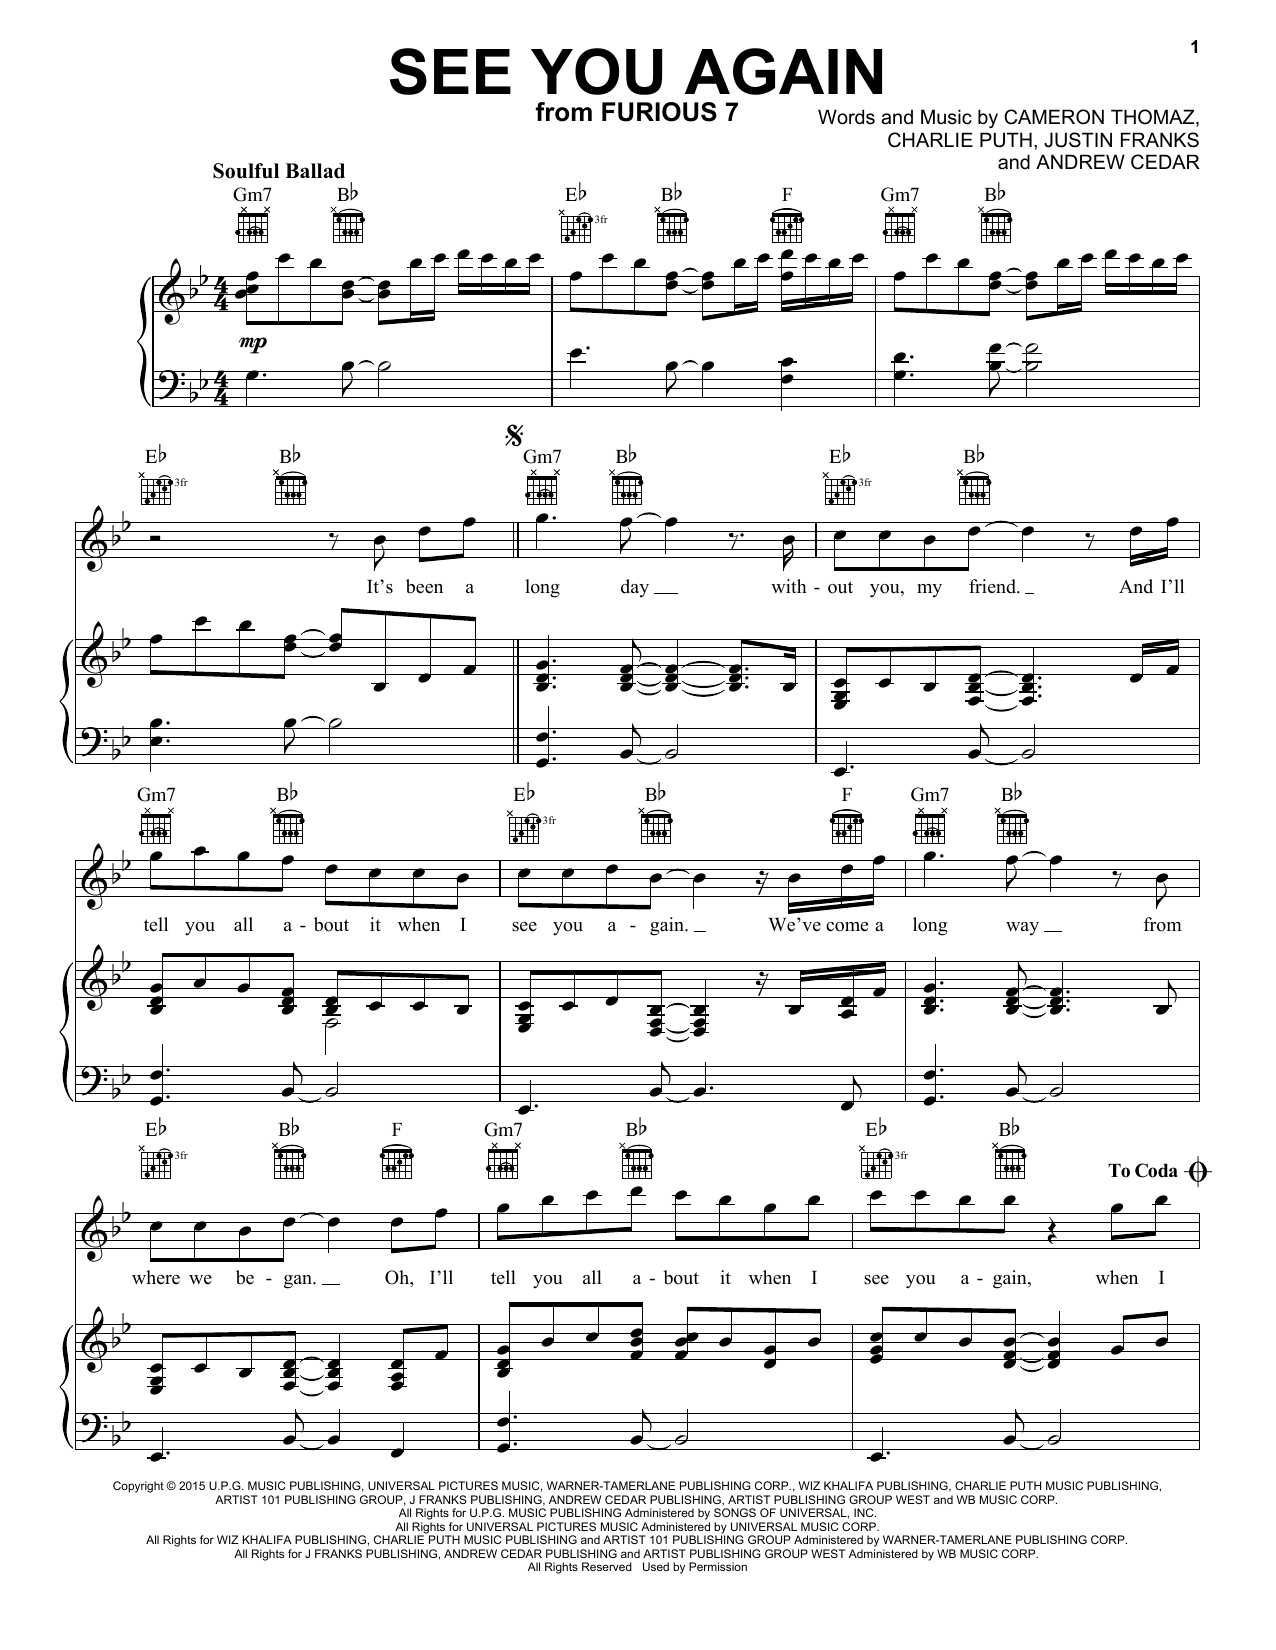 1
SEE YOU AGAIN
from FURIOUS 7
Words and Music by CAMERON THOMAZ,
CHARLIE PUTH, JUSTIN FRANKS
and ANDREW CEDAR
Soulful Ballad
Gm7 B♭ E♭ B♭ F Gm7 B♭
3fr
mp
E♭ B♭ Gm7 B♭ E♭ B♭
3fr 3fr
It's been a long day with - out you, my friend. And I'll
Gm7 B♭ E♭ B♭ F Gm7 B♭
3fr
tell you all a - bout it when I see you a - gain. We've come a long way from
E♭ B♭ F Gm7 B♭ E♭ B♭
3fr 3fr
To Coda
where we be - gan. Oh, I'll tell you all a - bout it when I see you a - gain, when I
Copyright © 2015 U.P.G. MUSIC PUBLISHING, UNIVERSAL PICTURES MUSIC, WARNER-TAMERLANE PUBLISHING CORP., WIZ KHALIFA PUBLISHING, CHARLIE PUTH MUSIC PUBLISHING,
ARTIST 101 PUBLISHING GROUP, J FRANKS PUBLISHING, ANDREW CEDAR PUBLISHING, ARTIST PUBLISHING GROUP WEST and WB MUSIC CORP.
All Rights for U.P.G. MUSIC PUBLISHING Administered by SONGS OF UNIVERSAL, INC.
All Rights for UNIVERSAL PICTURES MUSIC Administered by UNIVERSAL MUSIC CORP.
All Rights for WIZ KHALIFA PUBLISHING, CHARLIE PUTH MUSIC PUBLISHING and ARTIST 101 PUBLISHING GROUP Administered by WARNER-TAMERLANE PUBLISHING CORP.
All Rights for J FRANKS PUBLISHING, ANDREW CEDAR PUBLISHING and ARTIST PUBLISHING GROUP WEST Administered by WB MUSIC CORP.
All Rights Reserved Used by Permission